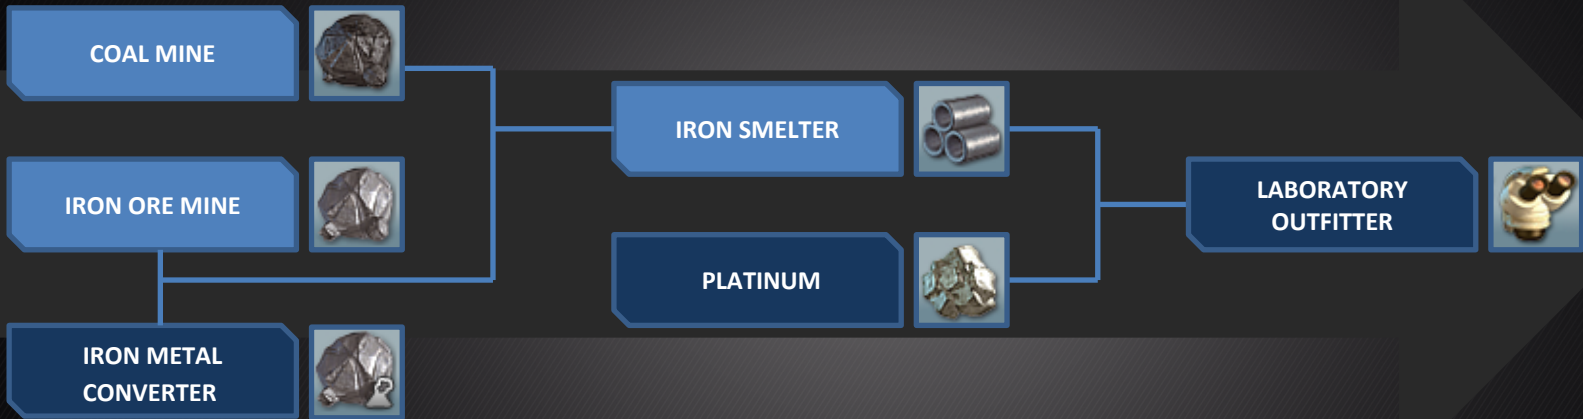 COAL MINE
IRON ORE MINE
IRON METAL
CONVERTER
IRON SMELTER
PLATINUM
LABORATORY
OUTFITTER